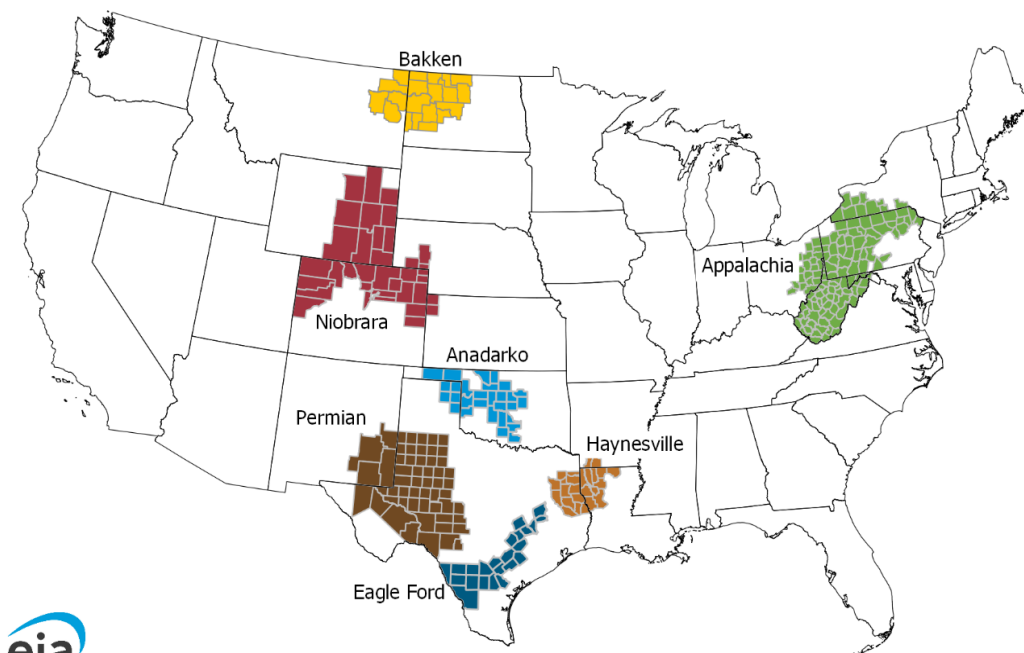 Bakken
Appalachia
Niobrara
Anadarko
Permian
Haynesville
Eagle Ford
eia